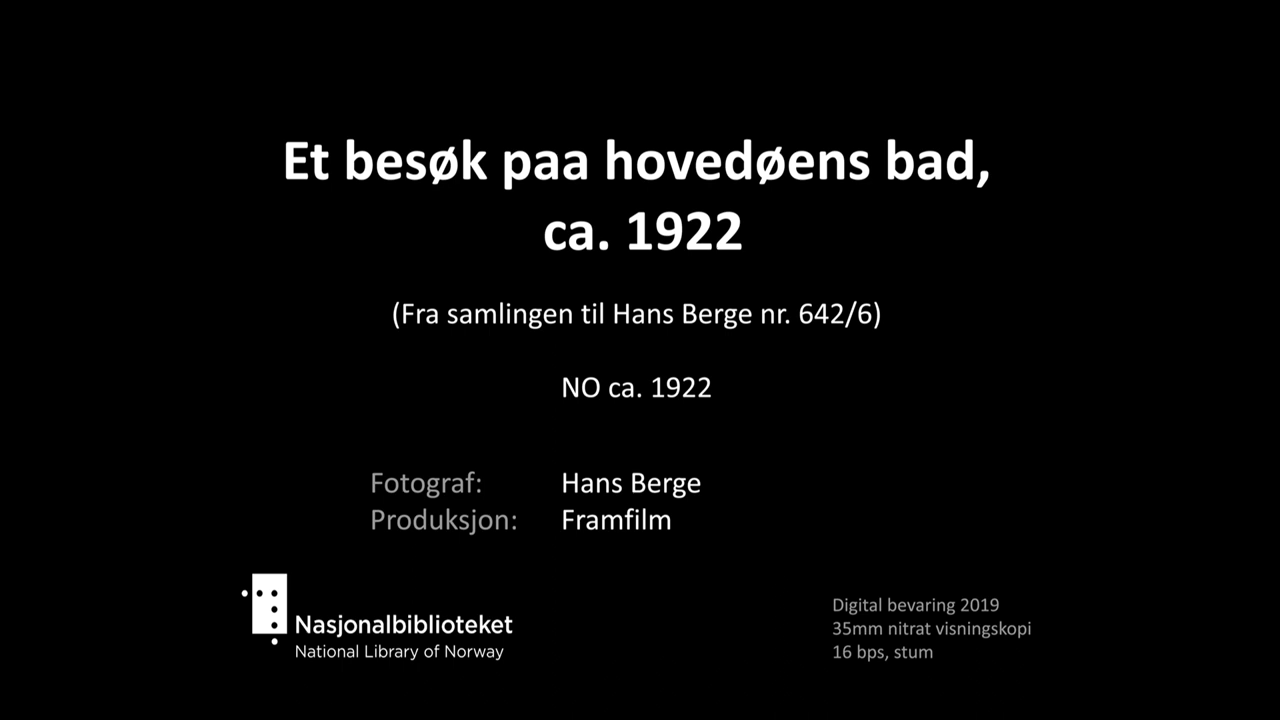 Et besøk paa hovedøens bad,
ca. 1922
(Fra samlingen til Hans Berge nr. 642/6)
NO ca. 1922
Fotograf: Hans Berge
Produksjon: Framfilm
Nasjonalbiblioteket
National Library of Norway
Digital bevaring 2019
35mm nitrat visningskopi
16 bps, stum